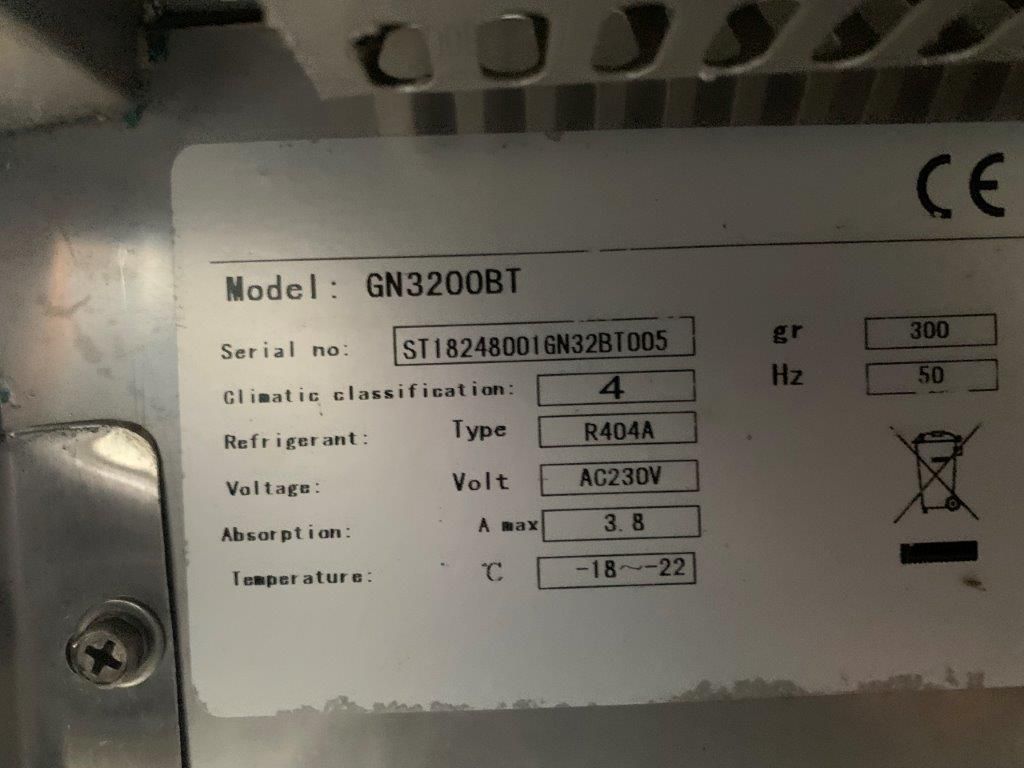 CE
Model: GN3200BT
Serial no: ST18248001GN32BT005 gr 300
Climatic classification: 4 Hz 50
Refrigerant: Type R404A
Voltage: Volt AC230V
Absorption: A max 3.8
Temperature: ℃ -18~-22